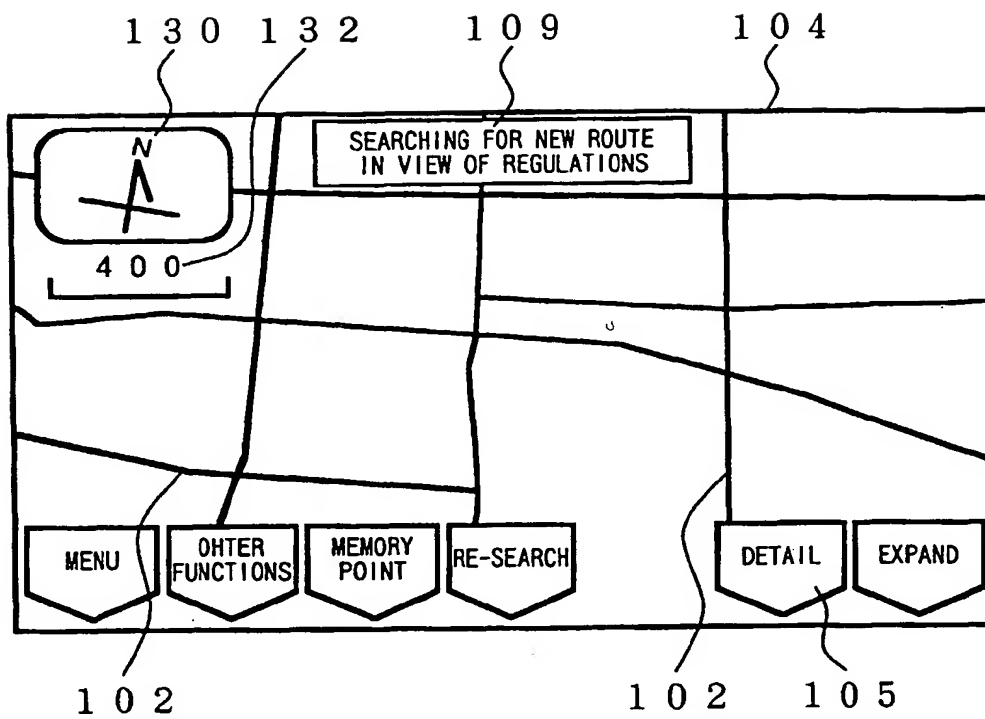 130 132 109 104
N
SEARCHING FOR NEW ROUTE
IN VIEW OF REGULATIONS
400
MENU
OHTER
FUNCTIONS
MEMORY
POINT
RE-SEARCH
DETAIL
EXPAND
102 102 105